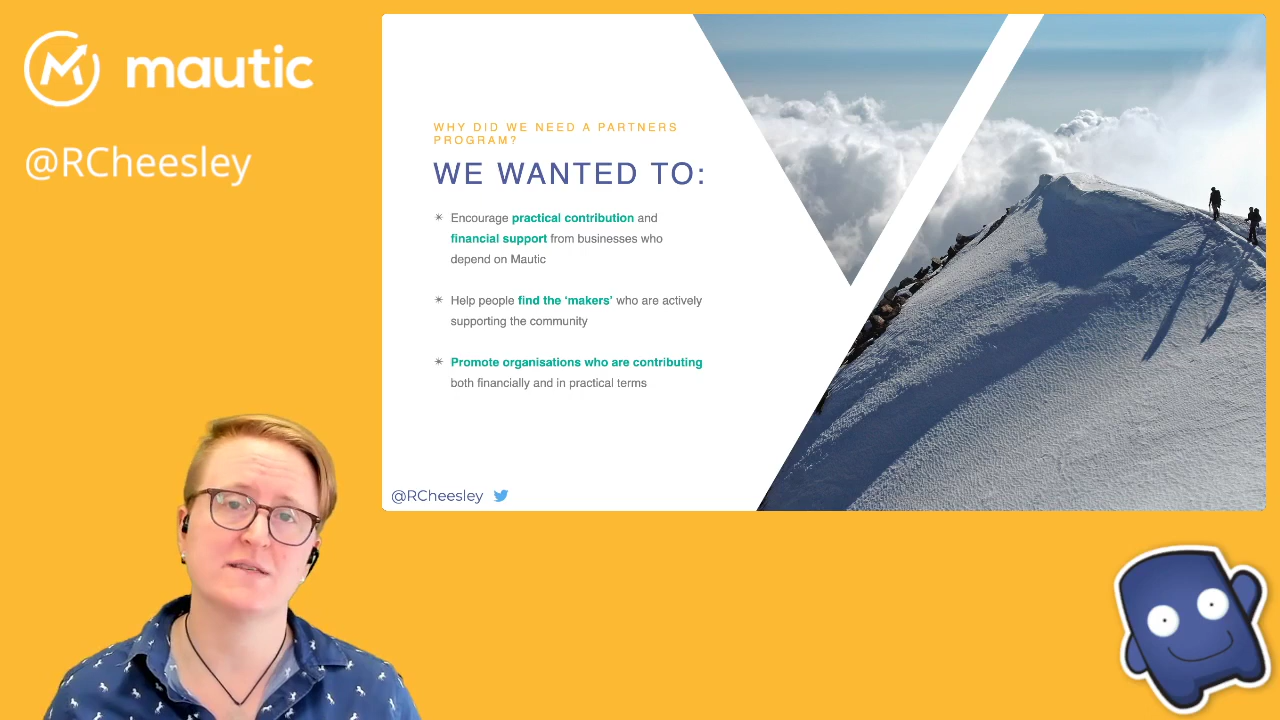 mautic
@RCheesley
WHY DID WE NEED A PARTNERS
PROGRAM?
WE WANTED TO:
✴ Encourage practical contribution and
financial support from businesses who
depend on Mautic
✴ Help people find the ‘makers’ who are actively
supporting the community
✴ Promote organisations who are contributing
both financially and in practical terms
@RCheesley